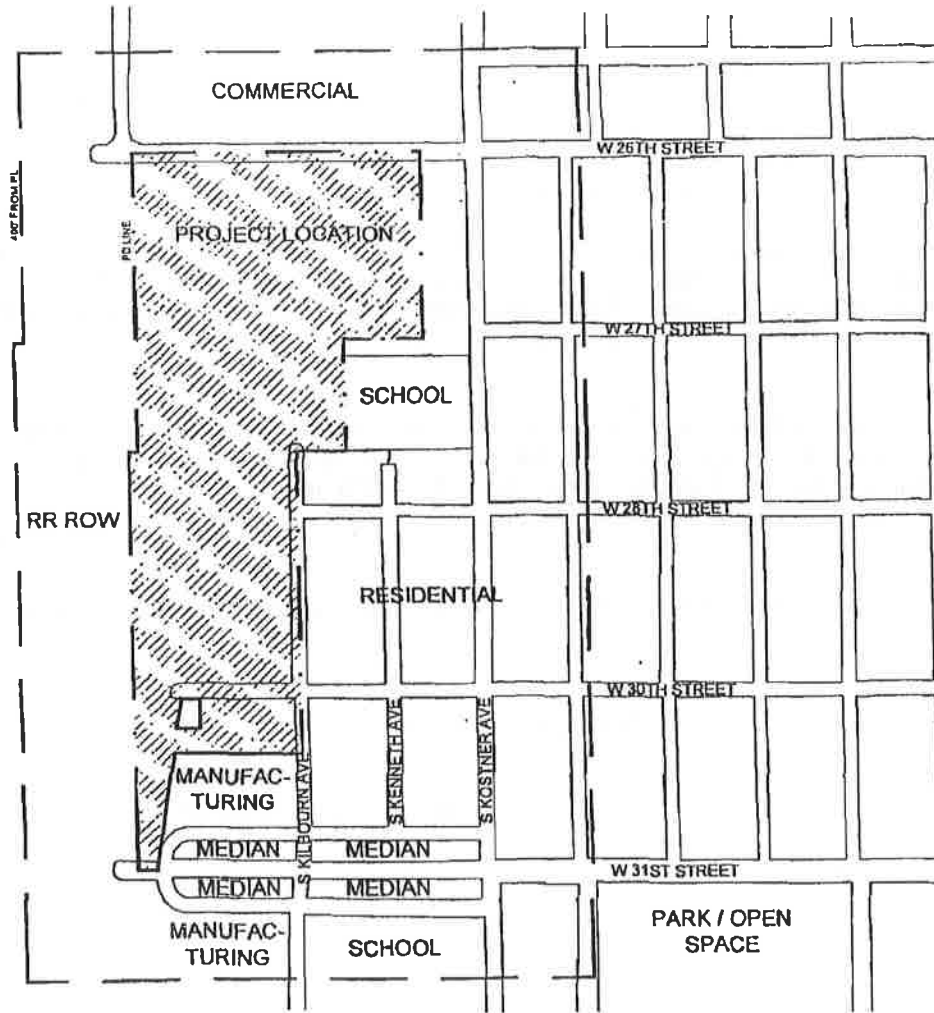 COMMERCIAL
W 26TH STREET
400' FROM PL
PD LINE
PROJECT LOCATION
W 27TH STREET
SCHOOL
RR ROW
W 28TH STREET
RESIDENTIAL
W 30TH STREET
S KILBOURN AVE
S KENNETH AVE
S KOSTNER AVE
MANUFAC-
TURING
MEDIAN
MEDIAN
W 31ST STREET
MEDIAN
MEDIAN
MANUFAC-
TURING
SCHOOL
PARK / OPEN
SPACE